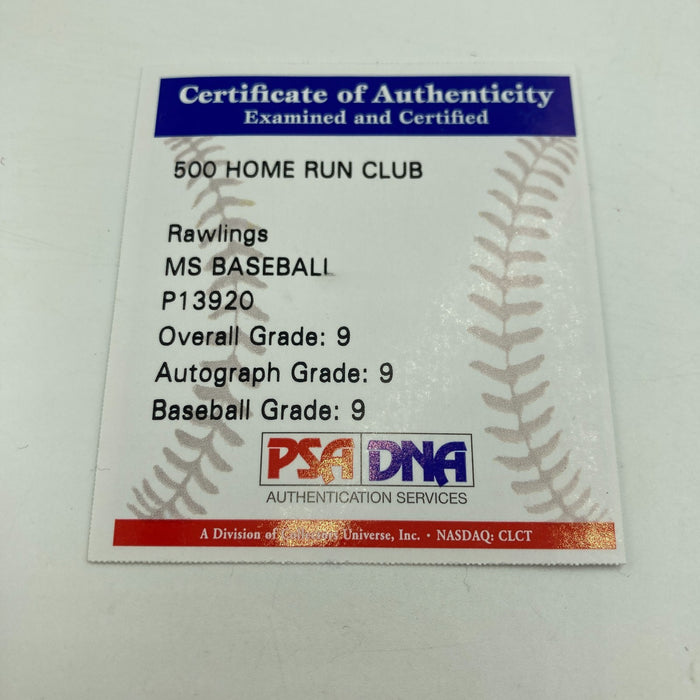 Certificate of Authenticity
Examined and Certified
500 HOME RUN CLUB
Rawlings
MS BASEBALL
P13920
Overall Grade: 9
Autograph Grade: 9
Baseball Grade: 9
PSA DNA
AUTHENTICATION SERVICES
A Division of Collectors Universe, Inc. • NASDAQ: CLCT